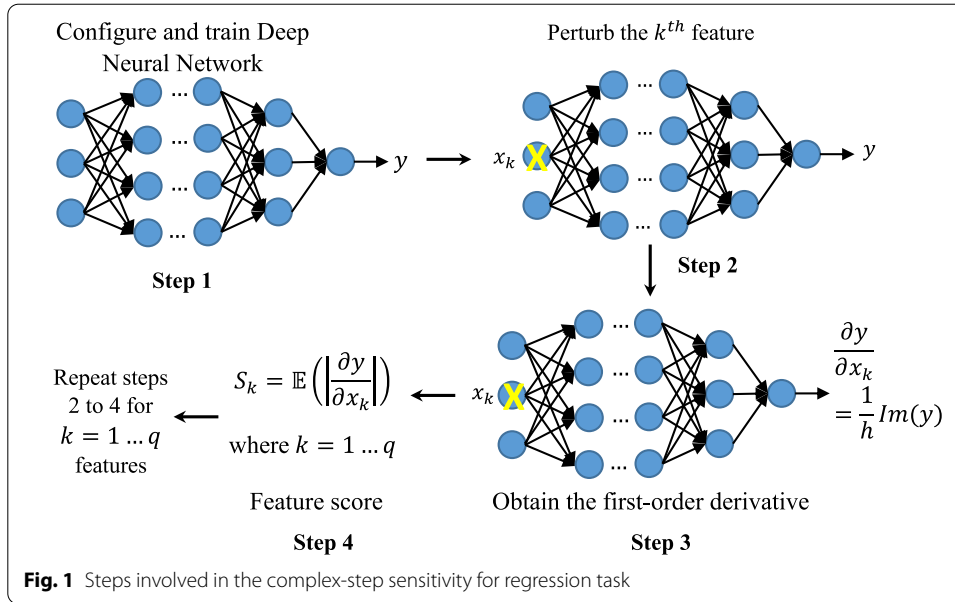 Configure and train Deep
Neural Network
... 
...
y
Step 1
Perturb the k^{th} feature
...
x_k
X
y
...
Step 2
...
x_k
X
...
∂y/∂x_k
= 1/h Im(y)
Obtain the first-order derivative
Step 3
S_k = 𝔼(|∂y/∂x_k|)
where k = 1 … q
Feature score
Step 4
Repeat steps
2 to 4 for
k = 1 … q
features
Fig. 1 Steps involved in the complex-step sensitivity for regression task